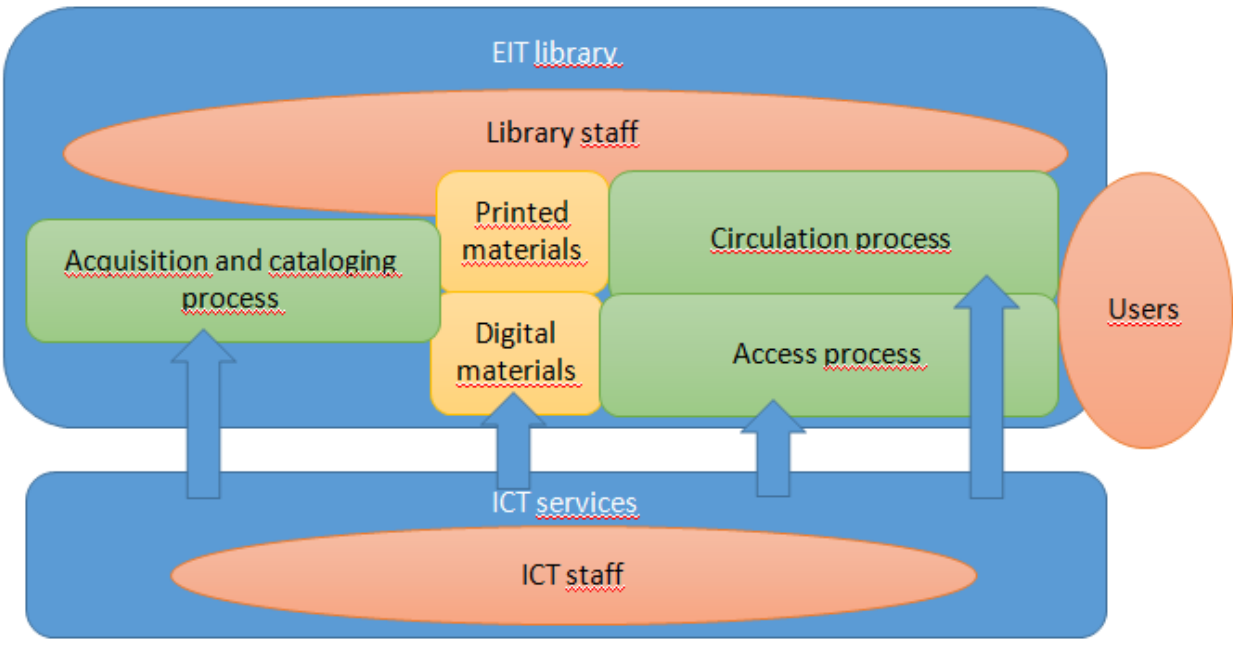 EIT library
Library staff
Printed
materials
Circulation process
Acquisition and cataloging
process
Users
Digital
materials
Access process
ICT services
ICT staff